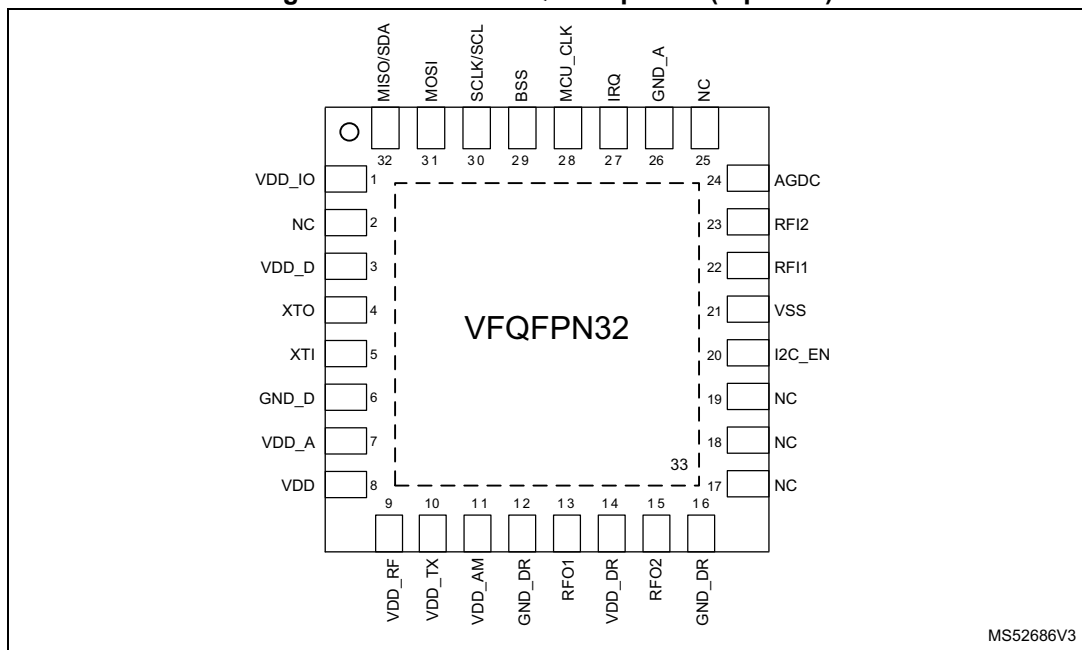 MISO/SDA
MOSI
SCLK/SCL
BSS
MCU_CLK
IRQ
GND_A
NC
32 31 30 29 28 27 26 25
VDD_IO 1
NC 2
VDD_D 3
XTO 4
XTI 5
GND_D 6
VDD_A 7
VDD 8
24 AGDC
23 RFI2
22 RFI1
21 VSS
20 I2C_EN
19 NC
18 NC
17 NC
VFQFPN32
33
9 10 11 12 13 14 15 16
VDD_RF
VDD_TX
VDD_AM
GND_DR
RFO1
VDD_DR
RFO2
GND_DR
MS52686V3